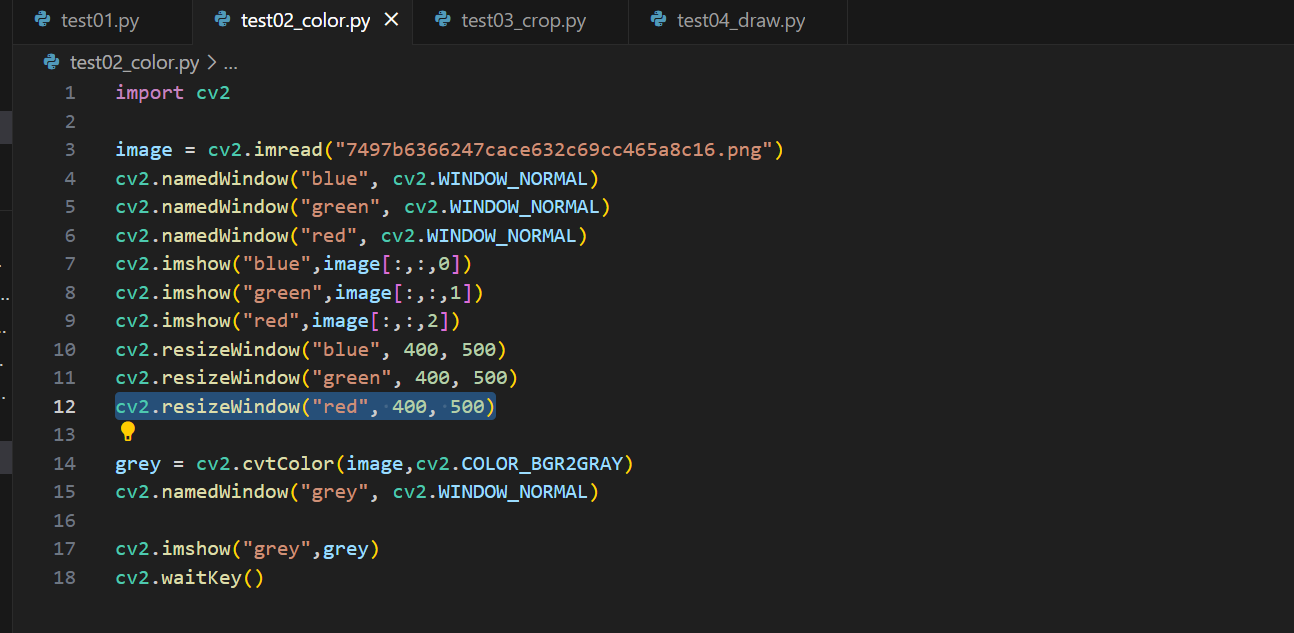 test01.py test02_color.py test03_crop.py test04_draw.py
test02_color.py > ...
1 import cv2
2
3 image = cv2.imread("7497b6366247cace632c69cc465a8c16.png")
4 cv2.namedWindow("blue", cv2.WINDOW_NORMAL)
5 cv2.namedWindow("green", cv2.WINDOW_NORMAL)
6 cv2.namedWindow("red", cv2.WINDOW_NORMAL)
7 cv2.imshow("blue",image[:,:,0])
8 cv2.imshow("green",image[:,:,1])
9 cv2.imshow("red",image[:,:,2])
10 cv2.resizeWindow("blue", 400, 500)
11 cv2.resizeWindow("green", 400, 500)
12 cv2.resizeWindow("red", 400, 500)
13
14 grey = cv2.cvtColor(image,cv2.COLOR_BGR2GRAY)
15 cv2.namedWindow("grey", cv2.WINDOW_NORMAL)
16
17 cv2.imshow("grey",grey)
18 cv2.waitKey()